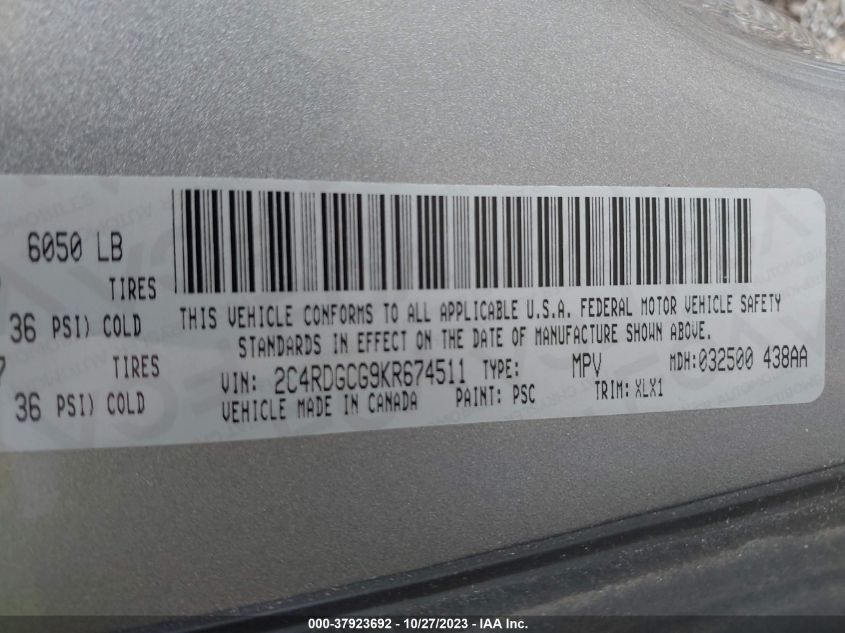 6050 LB
TIRES
36 PSI) COLD
TIRES
36 PSI) COLD
THIS VEHICLE CONFORMS TO ALL APPLICABLE U.S.A. FEDERAL MOTOR VEHICLE SAFETY
STANDARDS IN EFFECT ON THE DATE OF MANUFACTURE SHOWN ABOVE.
VIN: 2C4RDGCG9KR674511 TYPE: MPV MDH:032500 438AA
VEHICLE MADE IN CANADA PAINT: PSC TRIM: XLX1
000-37923692 - 10/27/2023 - IAA Inc.